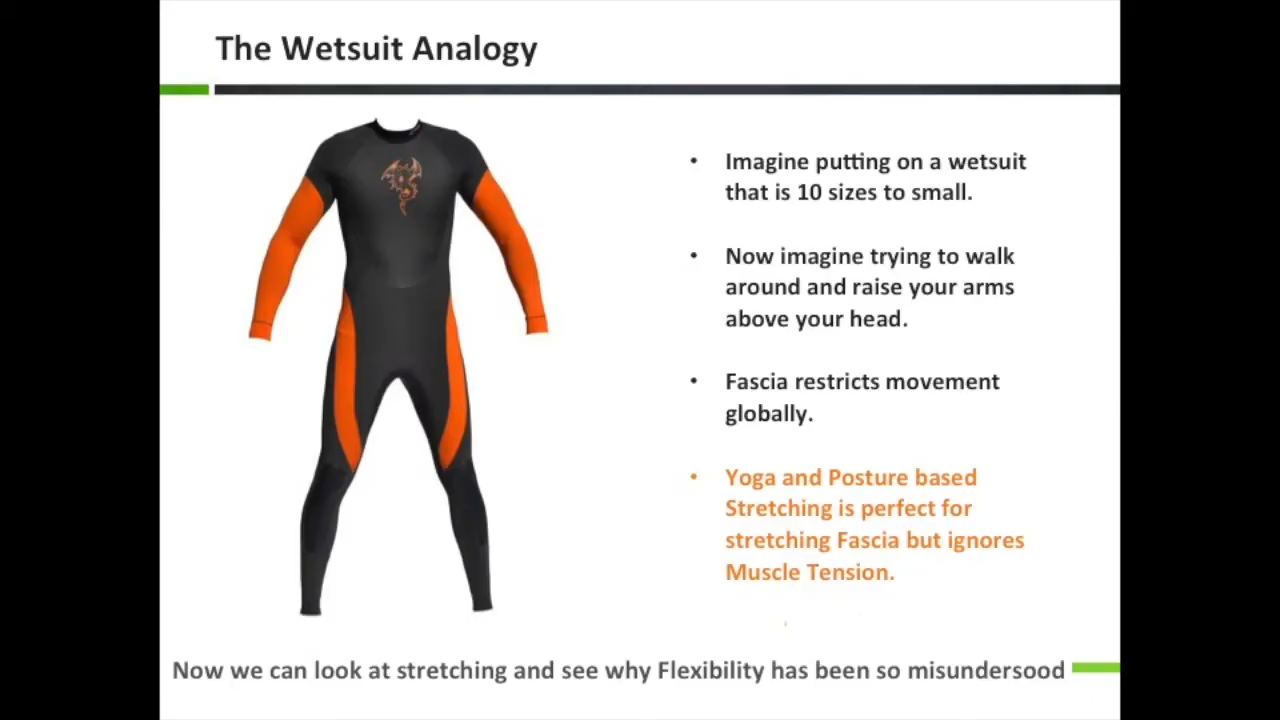 The Wetsuit Analogy
• Imagine putting on a wetsuit
that is 10 sizes to small.
• Now imagine trying to walk
around and raise your arms
above your head.
• Fascia restricts movement
globally.
• Yoga and Posture based
Stretching is perfect for
stretching Fascia but ignores
Muscle Tension.
Now we can look at stretching and see why Flexibility has been so misundersood